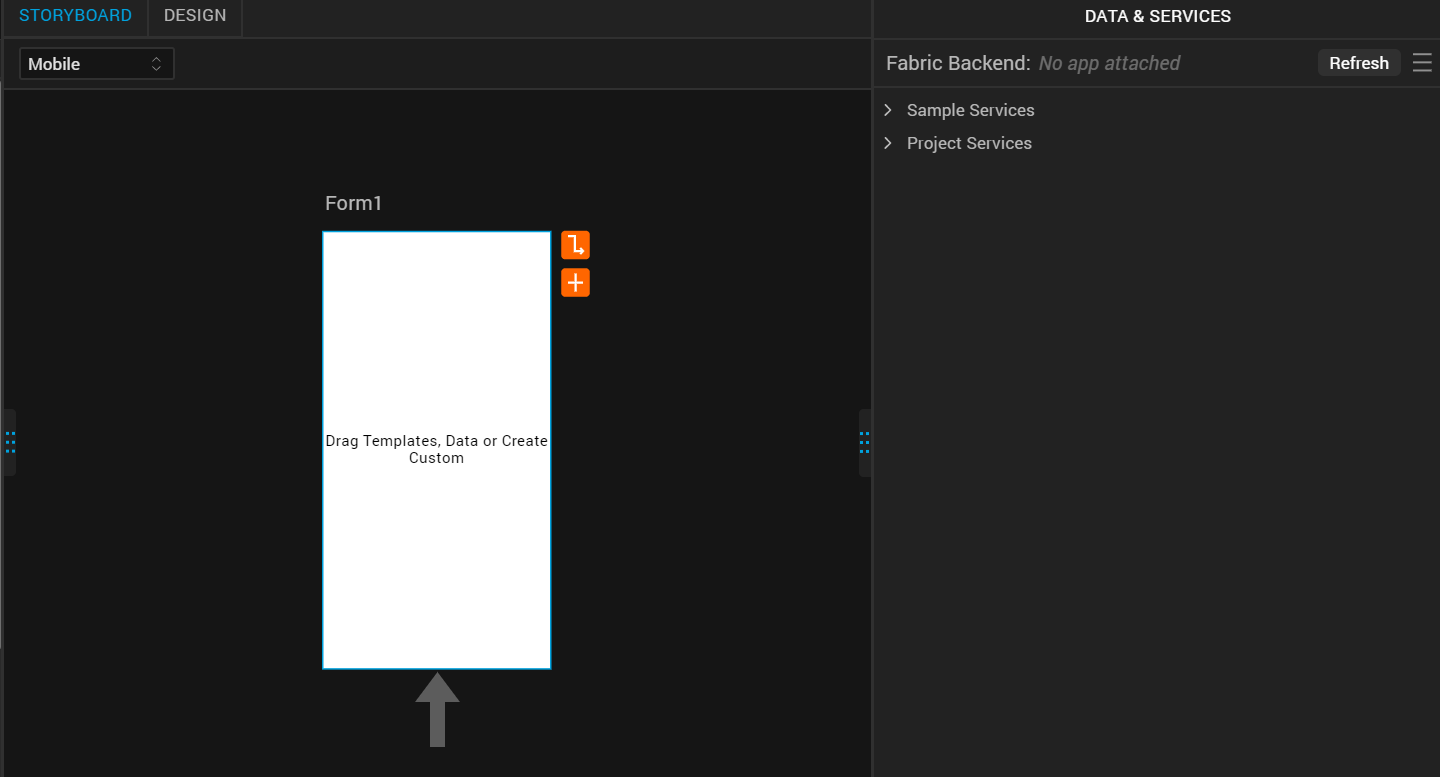 STORYBOARD DESIGN
DATA & SERVICES
Mobile
Fabric Backend: No app attached Refresh
Sample Services
Project Services
Form1
Drag Templates, Data or Create
Custom